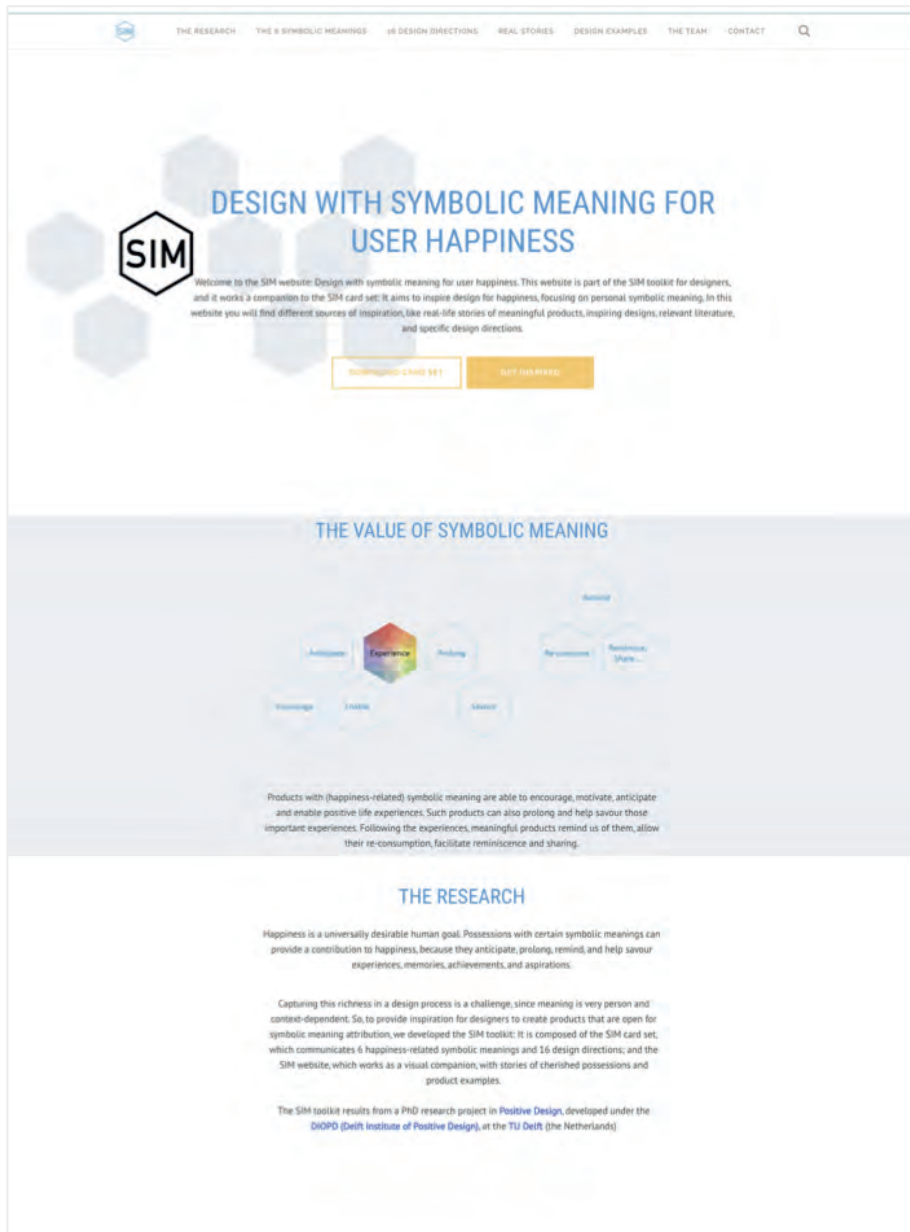 SIM
THE RESEARCH
THE 6 SYMBOLIC MEANINGS
16 DESIGN DIRECTIONS
REAL STORIES
DESIGN EXAMPLES
THE TEAM
CONTACT
DESIGN WITH SYMBOLIC MEANING FOR
USER HAPPINESS
SIM
Welcome to the SIM website: Design with symbolic meaning for user happiness. This website is part of the SIM toolkit for designers,
and it works a companion to the SIM card set: It aims to inspire design for happiness, focusing on personal symbolic meaning. In this
website you will find different sources of inspiration, like real-life stories of meaningful products, inspiring designs, relevant literature,
and specific design directions.
DOWNLOAD CARD SET
GET INSPIRED
THE VALUE OF SYMBOLIC MEANING
Remind
Anticipate
Experience
Prolong
Re-consume
Reminisce,
Share...
Encourage
Enable
Savour
Products with (happiness-related) symbolic meaning are able to encourage, motivate, anticipate
and enable positive life experiences. Such products can also prolong and help savour those
important experiences. Following the experiences, meaningful products remind us of them, allow
their re-consumption, facilitate reminiscence and sharing.
THE RESEARCH
Happiness is a universally desirable human goal. Possessions with certain symbolic meanings can
provide a contribution to happiness, because they anticipate, prolong, remind, and help savour
experiences, memories, achievements, and aspirations.
Capturing this richness in a design process is a challenge, since meaning is very person and
context-dependent. So, to provide inspiration for designers to create products that are open for
symbolic meaning attribution, we developed the SIM toolkit: It is composed of the SIM card set,
which communicates 6 happiness-related symbolic meanings and 16 design directions; and the
SIM website, which works as a visual companion, with stories of cherished possessions and
product examples.
The SIM toolkit results from a PhD research project in Positive Design, developed under the
DIOPD (Delft Institute of Positive Design), at the TU Delft (the Netherlands)